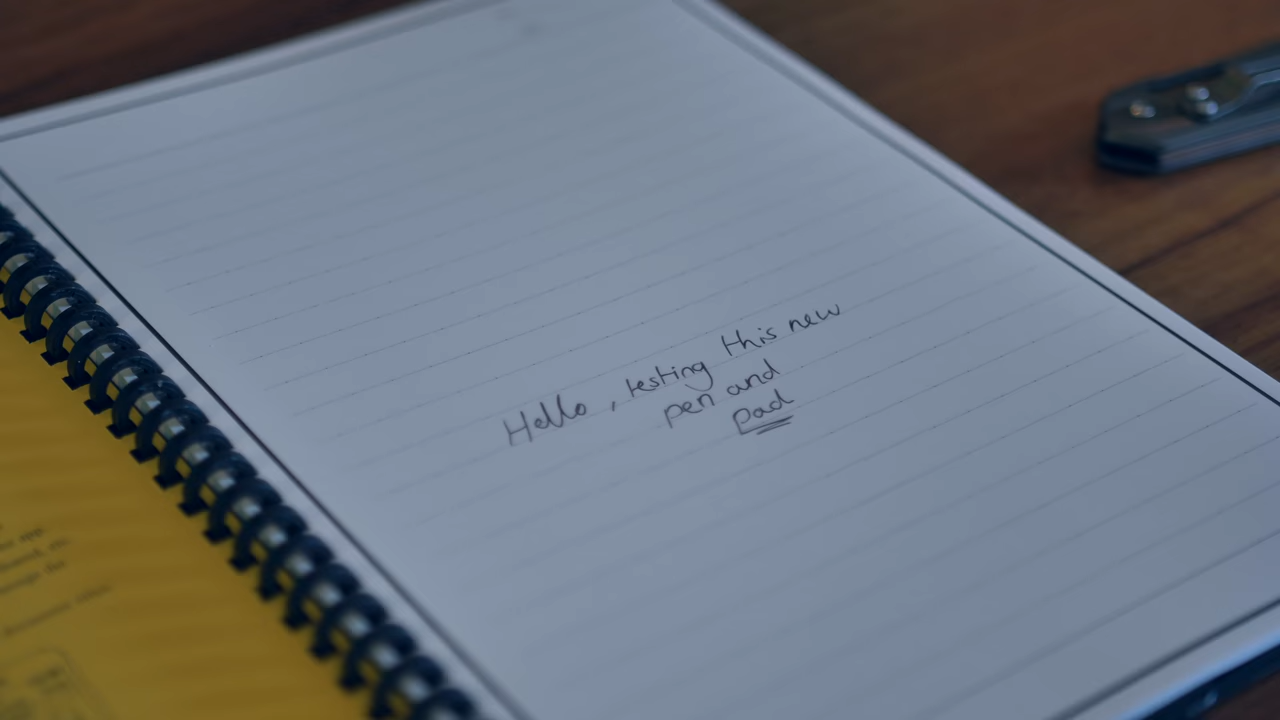 Hello, testing this new
pen and
pad